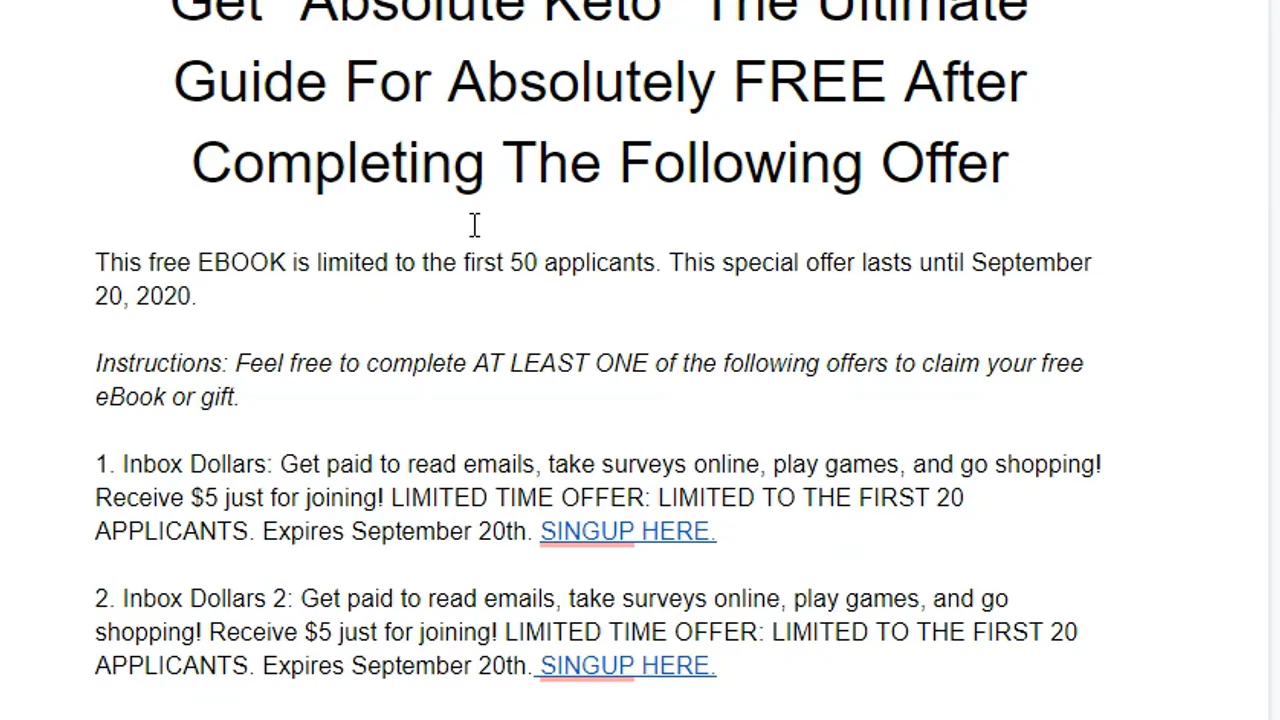 Get "Absolute Keto" The Ultimate
Guide For Absolutely FREE After
Completing The Following Offer
This free EBOOK is limited to the first 50 applicants. This special offer lasts until September
20, 2020.
Instructions: Feel free to complete AT LEAST ONE of the following offers to claim your free
eBook or gift.
1. Inbox Dollars: Get paid to read emails, take surveys online, play games, and go shopping!
Receive $5 just for joining! LIMITED TIME OFFER: LIMITED TO THE FIRST 20
APPLICANTS. Expires September 20th. SINGUP HERE.
2. Inbox Dollars 2: Get paid to read emails, take surveys online, play games, and go
shopping! Receive $5 just for joining! LIMITED TIME OFFER: LIMITED TO THE FIRST 20
APPLICANTS. Expires September 20th. SINGUP HERE.